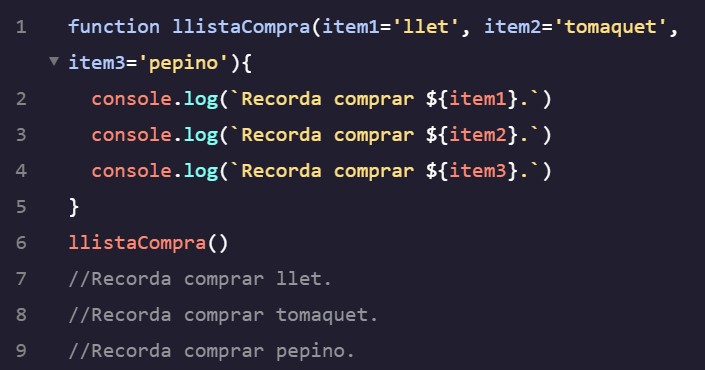 1 function llistaCompra(item1='llet', item2='tomaquet',
item3='pepino'){
2 console.log(`Recorda comprar ${item1}.`)
3 console.log(`Recorda comprar ${item2}.`)
4 console.log(`Recorda comprar ${item3}.`)
5 }
6 llistaCompra()
7 //Recorda comprar llet.
8 //Recorda comprar tomaquet.
9 //Recorda comprar pepino.